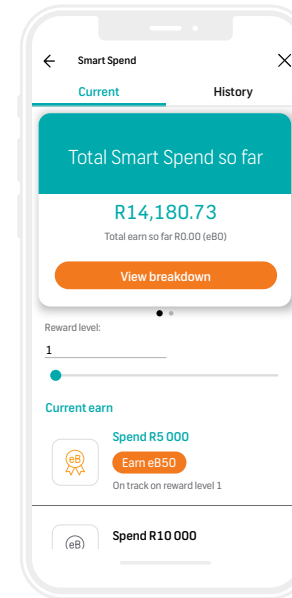 Smart Spend
Current History
Total Smart Spend so far
R14,180.73
Total earn so far R0.00 (eB0)
View breakdown
Reward level:
1
Current earn
Spend R5 000
eB
Earn eB50
On track on reward level 1
Spend R10 000
eB